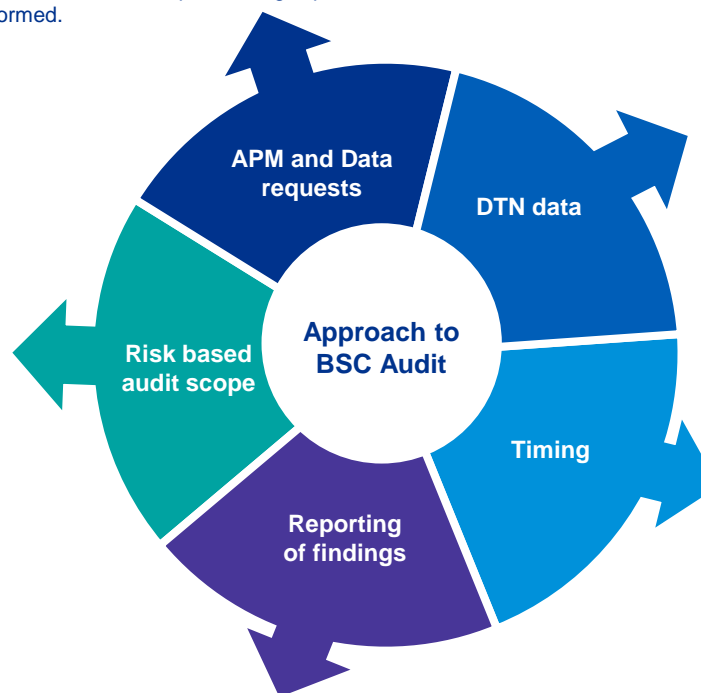 ormed.
APM and Data
requests
DTN data
Approach to
BSC Audit
Risk based
audit scope
Timing
Reporting
of findings